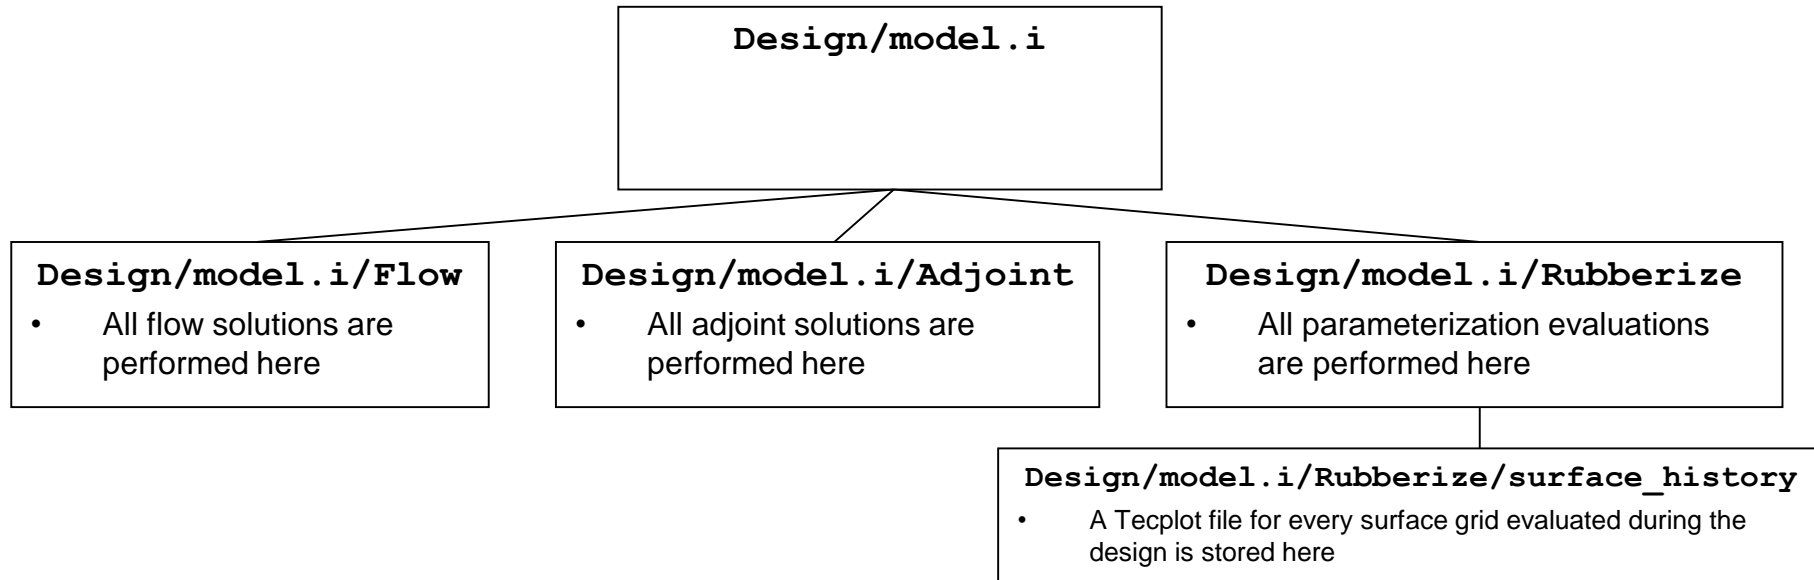 Design/model.i
Design/model.i/Flow
• All flow solutions are
performed here
Design/model.i/Adjoint
• All adjoint solutions are
performed here
Design/model.i/Rubberize
• All parameterization evaluations
are performed here
Design/model.i/Rubberize/surface_history
• A Tecplot file for every surface grid evaluated during the
design is stored here